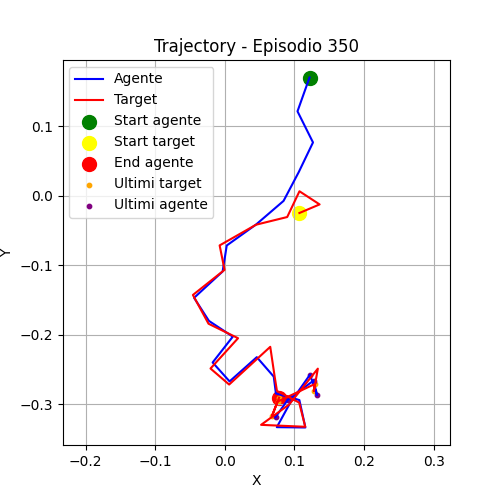 Trajectory - Episodio 350
Agente
Target
Start agente
Start target
End agente
Ultimi target
Ultimi agente
Y
0.1
0.0
−0.1
−0.2
−0.3
−0.2
−0.1
0.0
0.1
0.2
0.3
X